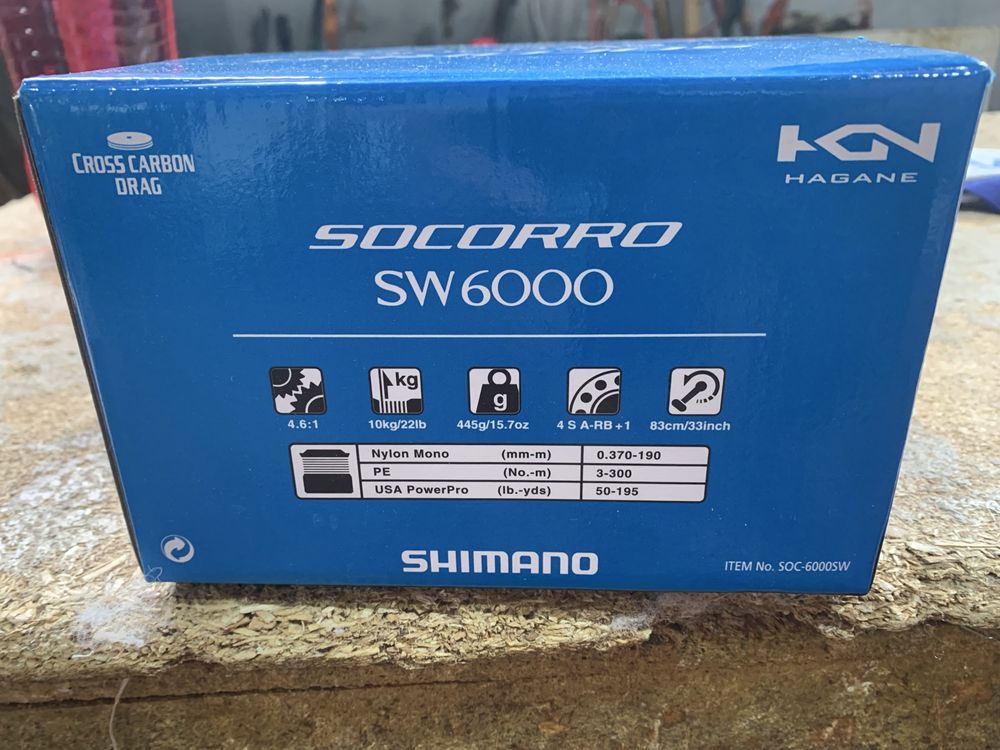 CROSS CARBON
DRAG
HGN
HAGANE
SOCORRO
SW6000
kg
g
4.6:1
10kg/22lb
445g/15.7oz
4 S A-RB +1
83cm/33inch
Nylon Mono (mm-m) 0.370-190
PE (No.-m) 3-300
USA PowerPro (lb.-yds) 50-195
SHIMANO
ITEM No. SOC-6000SW